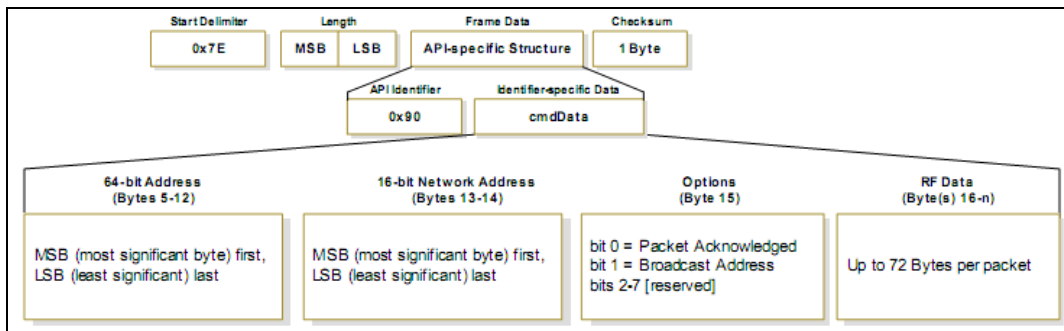 Start Delimiter
Length
Frame Data
Checksum
0x7E
MSB
LSB
API-specific Structure
1 Byte
API Identifier
Identifier-specific Data
0x90
cmdData
64-bit Address
(Bytes 5-12)
16-bit Network Address
(Bytes 13-14)
Options
(Byte 15)
RF Data
(Byte(s) 16-n)
MSB (most significant byte) first,
LSB (least significant) last
MSB (most significant byte) first,
LSB (least significant) last
bit 0 = Packet Acknowledged
bit 1 = Broadcast Address
bits 2-7 [reserved]
Up to 72 Bytes per packet